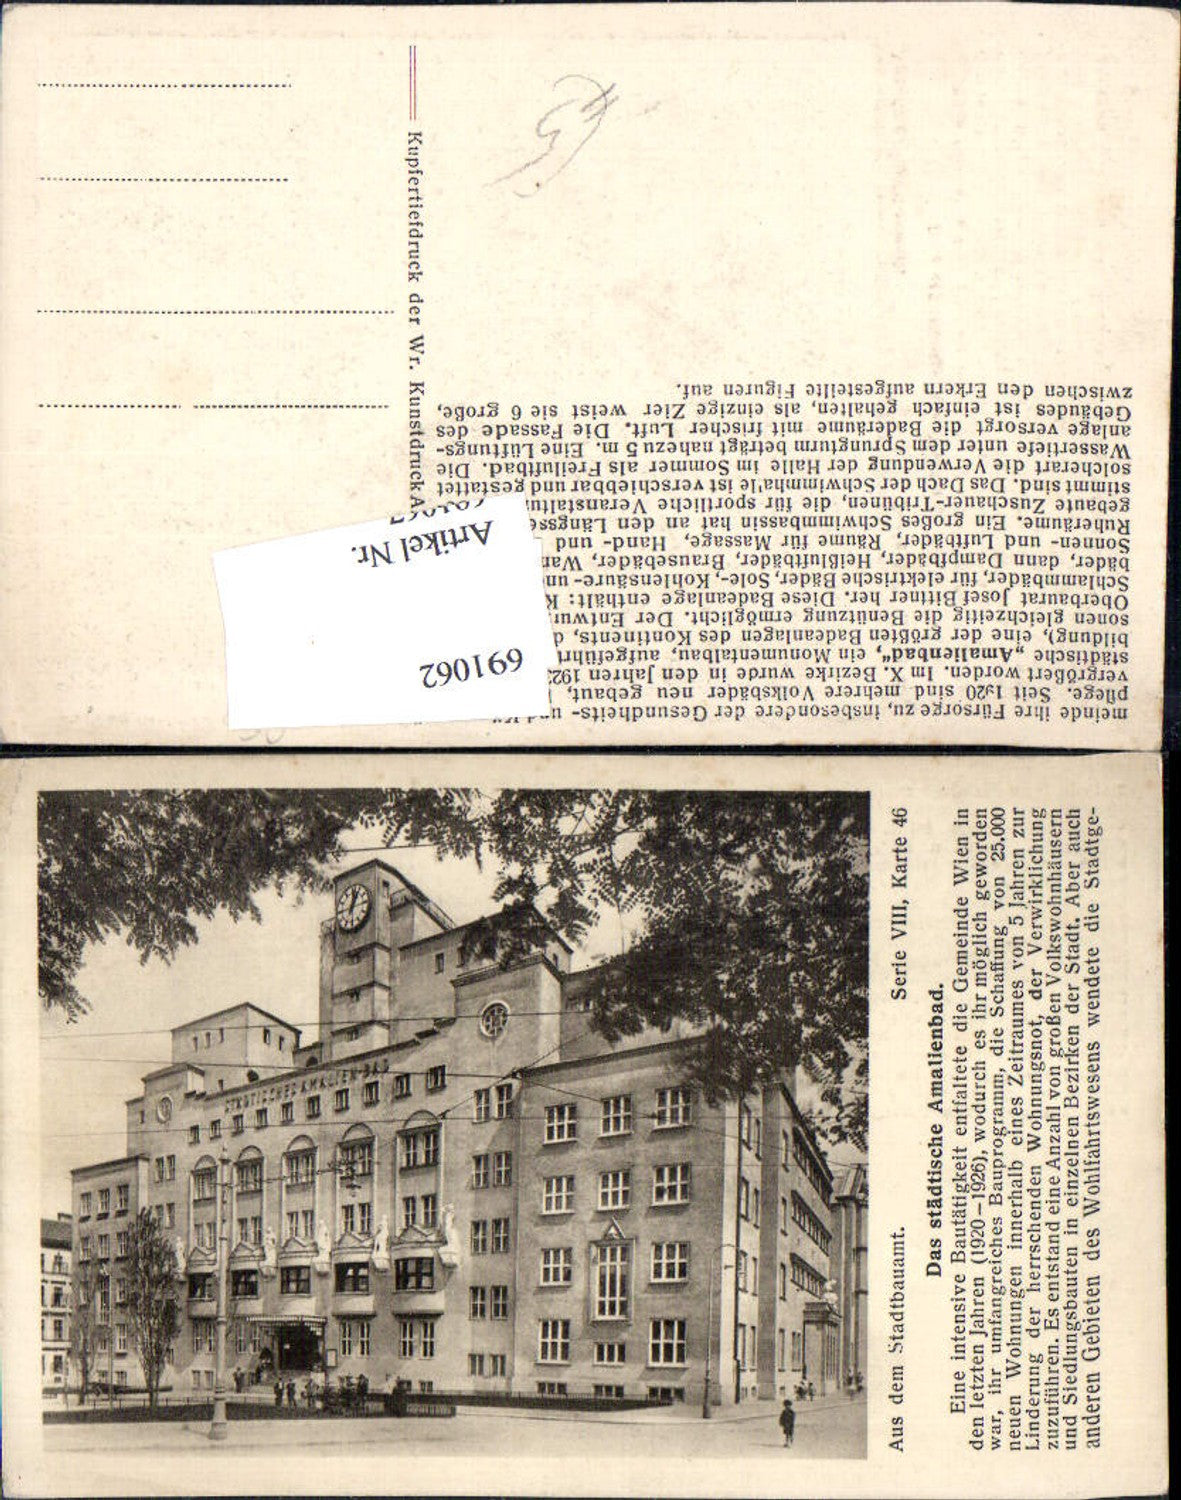 Aus dem Stadtbauamt. Serie VIII, Karte 46
Das städtische Amalienbad.
Eine intensive Bautätigkeit entfaltete die Gemeinde Wien in
den letzten Jahren (1920–1926), wodurch es ihr möglich geworden
war, ihr umfangreiches Bauprogramm, die Schaffung von 25.000
neuen Wohnungen innerhalb eines Zeitraumes von 5 Jahren zur
Linderung der herrschenden Wohnungsnot, der Verwirklichung
zuzuführen. Es entstand eine Anzahl von großen Volkswohnhäusern
und Siedlungsbauten in einzelnen Bezirken der Stadt. Aber auch
anderen Gebieten des Wohlfahrtswesens wendete die Stadtge-
meinde ihre Fürsorge zu, insbesondere der Gesundheits- und
pflege. Seit 1920 sind mehrere Volksbäder neu gebaut,
vergrößert worden. Im X. Bezirke wurde in den Jahren
städtische „Amalienbad“, ein Monumentalbau, aufgeführt
bildung), eine der größten Badeanlagen des Kontinents,
sonen gleichzeitig die Benützung ermöglicht. Der
Oberbaurat Josef Bittner her. Diese Badeanlage enthält:
Schlammbäder, für elektrische Bäder, Sole-, Kohlensäure-
bäder, dann Dampfbäder, Heißluftbäder, Brausebäder,
Sonnen- und Luftbäder, Räume für Massage, Hand- und
Ruheräume. Ein großes Schwimmbassin hat an den
gebaute Zuschauer-Tribünen, die für sportliche
stimmt sind. Das Dach der Schwimmhalle ist verschiebbar und gestattet
solcherart die Verwendung der Halle im Sommer als Freiluftbad. Die
Wassertiefe unter dem Sprungturm beträgt nahezu 5 m. Eine Lüftungs-
anlage versorgt die Baderäume mit frischer Luft. Die Fassade des
Gebäudes ist einfach gehalten, als einzige Zier weist sie 6 große,
zwischen den Erkern aufgestellte Figuren auf.
Kupfertiefdruck der Wr. Kunstdruck A
Artikel Nr.
691062
STÄDTISCHES AMALIEN-BAD